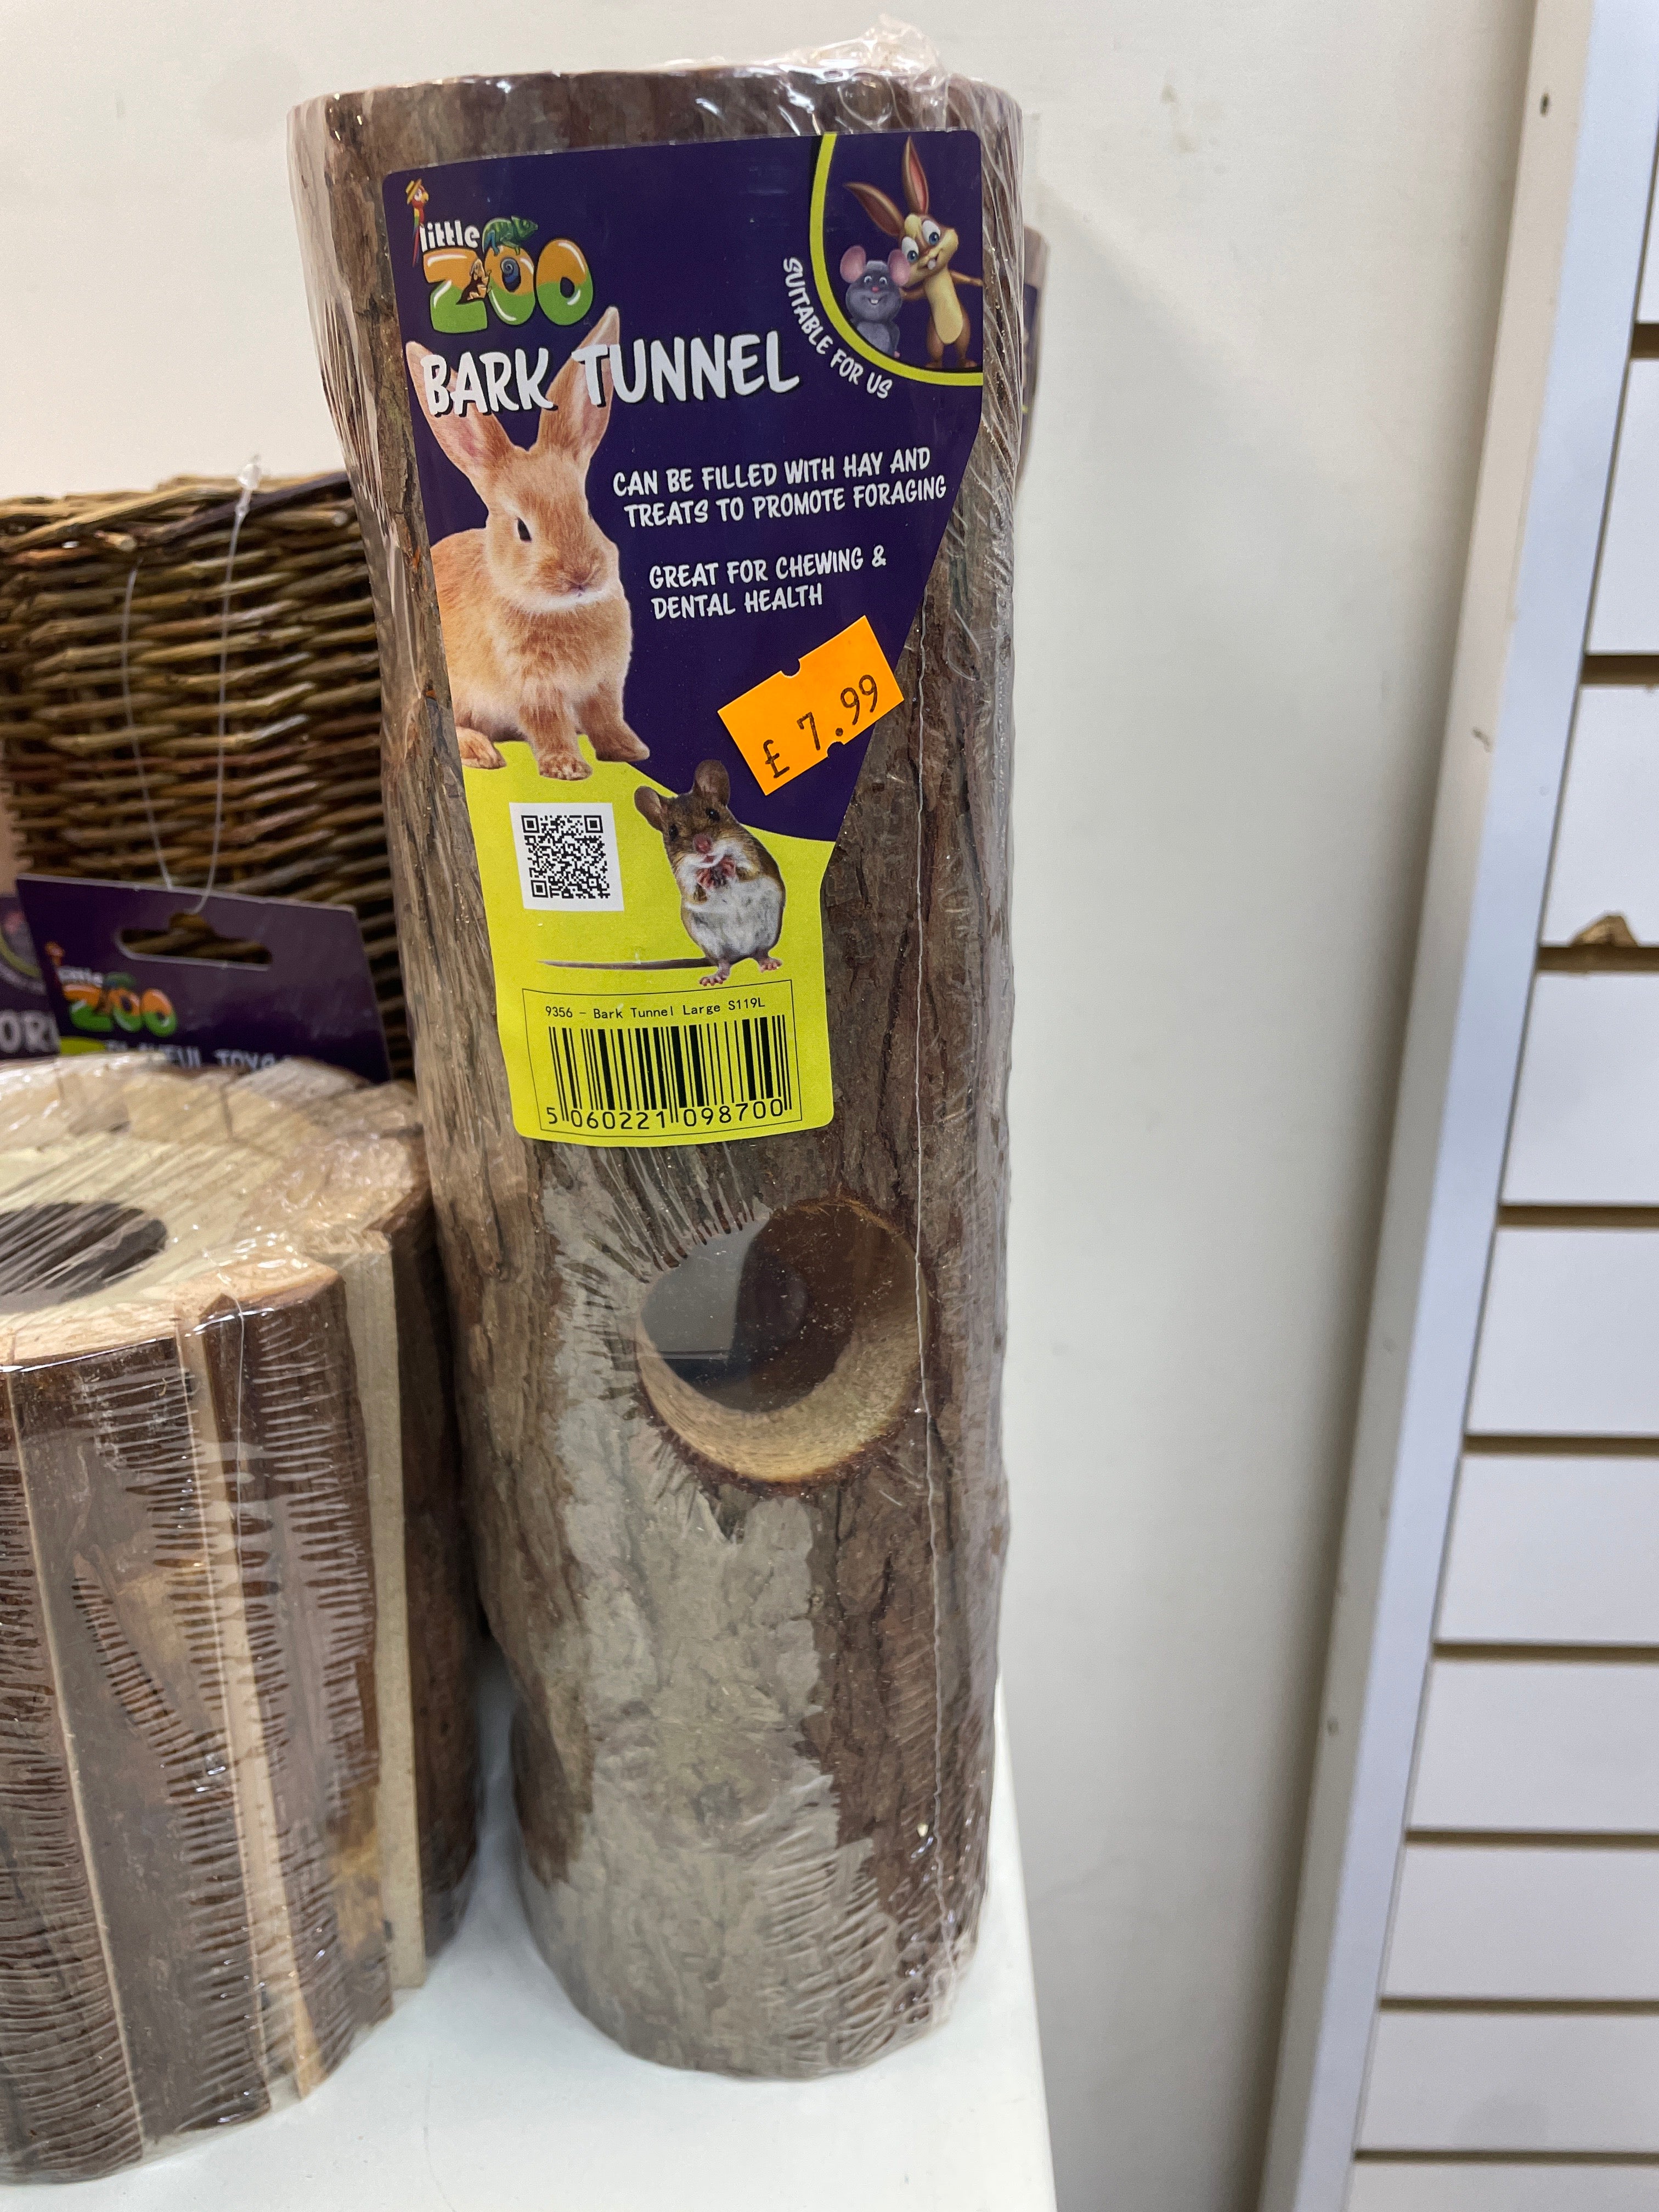 little
ZOO
BARK TUNNEL
SUITABLE FOR US
CAN BE FILLED WITH HAY AND
TREATS TO PROMOTE FORAGING
GREAT FOR CHEWING &
DENTAL HEALTH
£ 7.99
9356 - Bark Tunnel Large S119L
5 060221 098700
little
ZOO